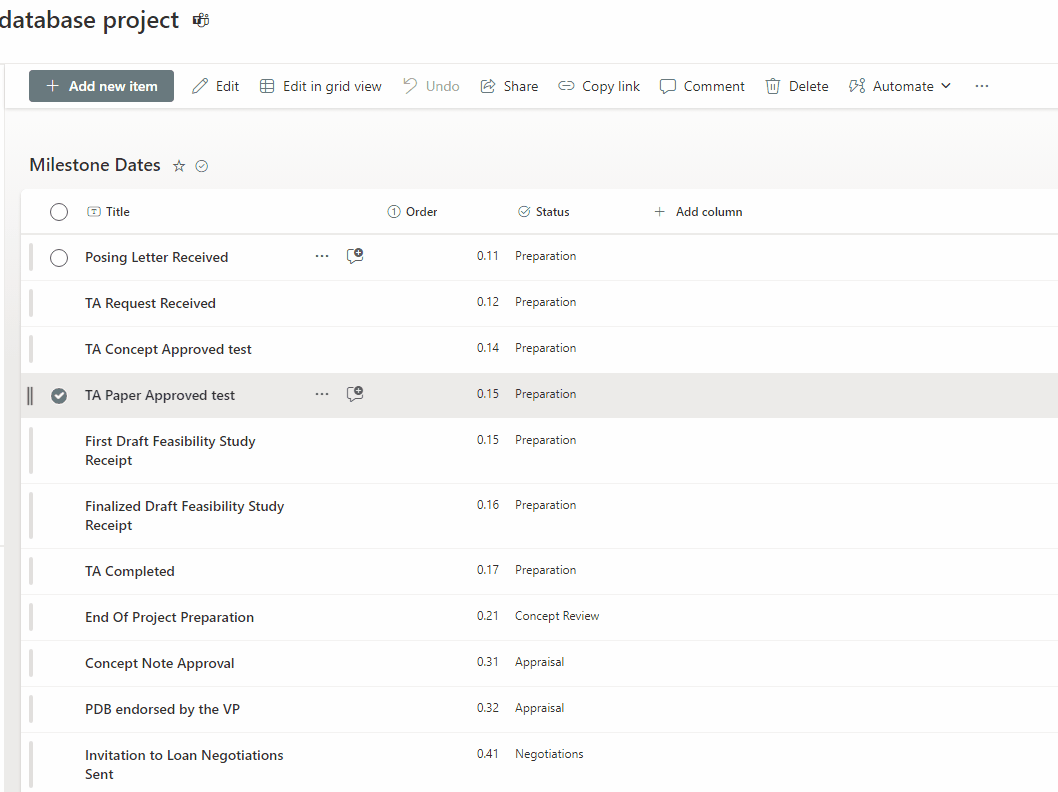 database project
Add new item Edit Edit in grid view Undo Share Copy link Comment Delete Automate ...
Milestone Dates
Title Order Status + Add column
Posing Letter Received ... 0.11 Preparation
TA Request Received 0.12 Preparation
TA Concept Approved test 0.14 Preparation
TA Paper Approved test ... 0.15 Preparation
First Draft Feasibility Study 0.15 Preparation
Receipt
Finalized Draft Feasibility Study 0.16 Preparation
Receipt
TA Completed 0.17 Preparation
End Of Project Preparation 0.21 Concept Review
Concept Note Approval 0.31 Appraisal
PDB endorsed by the VP 0.32 Appraisal
Invitation to Loan Negotiations 0.41 Negotiations
Sent